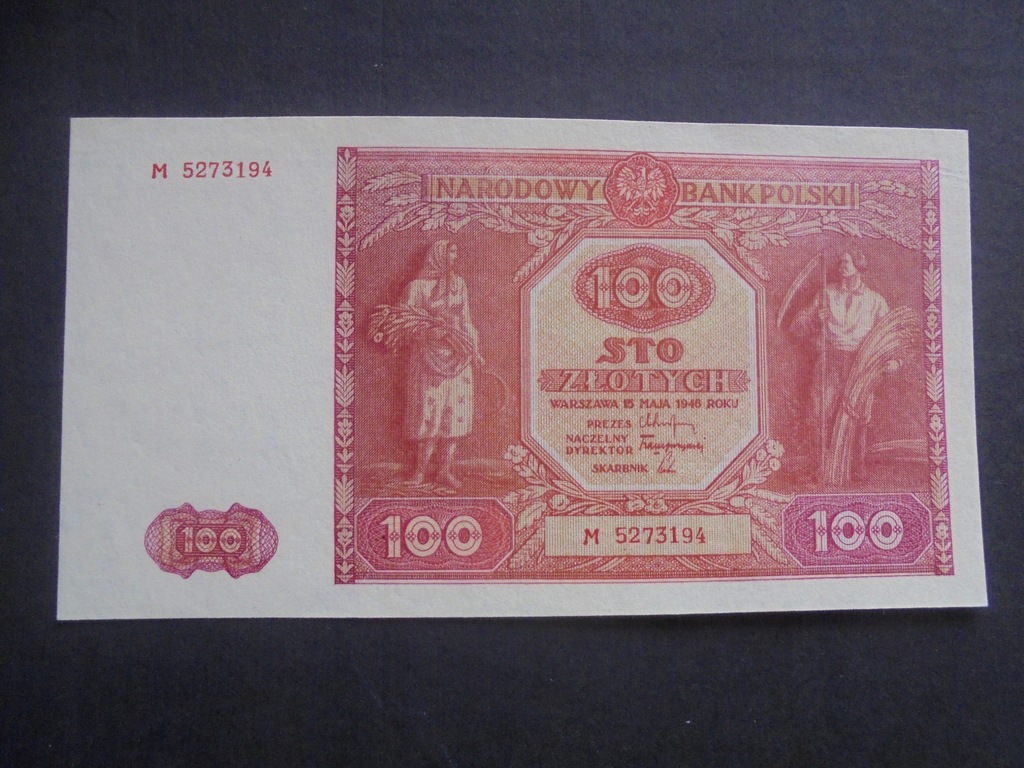 M 5273194
NARODOWY BANK POLSKI
100
STO
ZŁOTYCH
WARSZAWA 15 MAJA 1946 ROKU
PREZES
NACZELNY
DYREKTOR
SKARBNIK
100
100
M 5273194
100